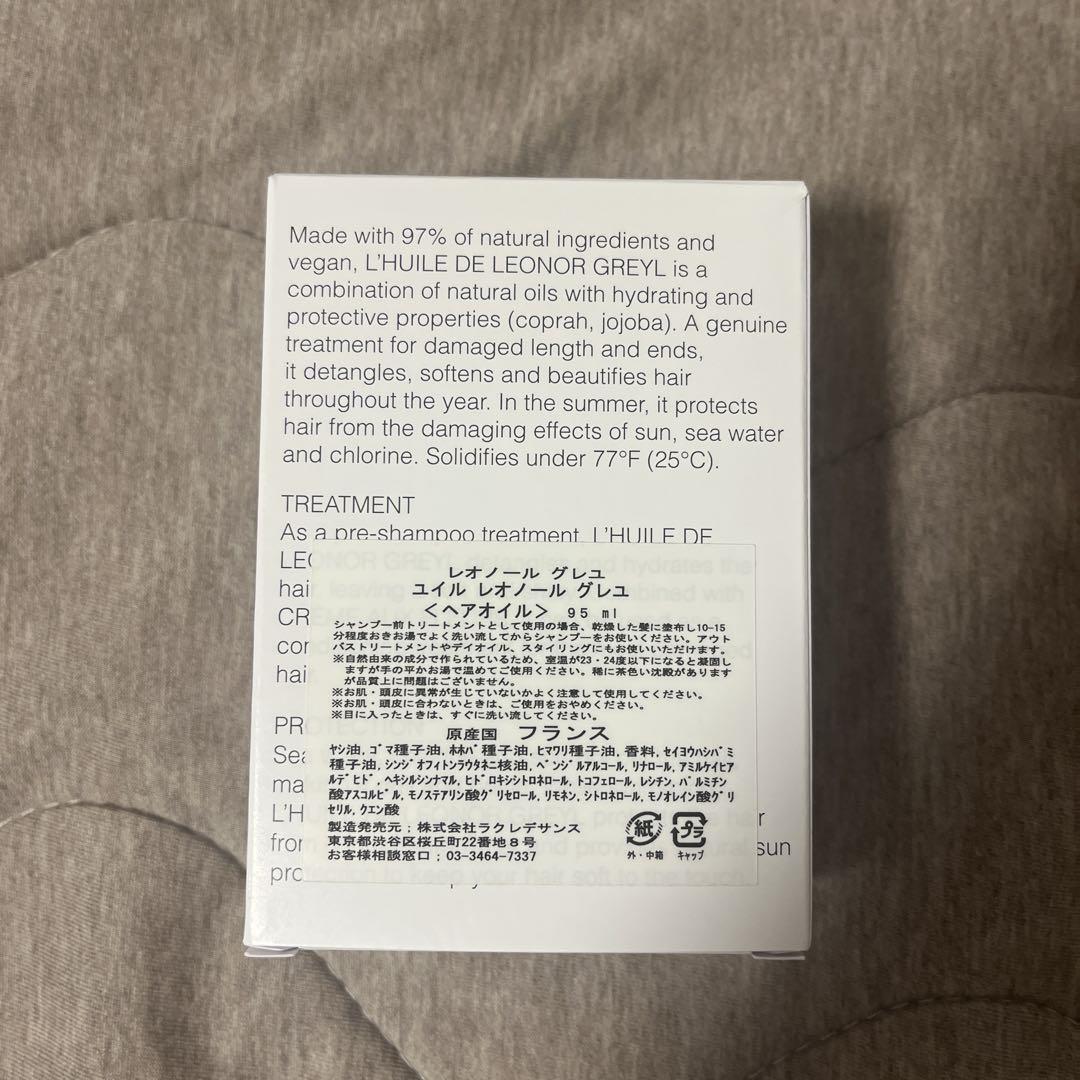 Made with 97% of natural ingredients and
vegan, L'HUILE DE LEONOR GREYL is a
combination of natural oils with hydrating and
protective properties (coprah, jojoba). A genuine
treatment for damaged length and ends,
it detangles, softens and beautifies hair
throughout the year. In the summer, it protects
hair from the damaging effects of sun, sea water
and chlorine. Solidifies under 77°F (25°C).
TREATMENT
As a pre-shampoo treatment, L'HUILE DE
LEONOR GREYL detangles and hydrates the
hair, leaving
レオノール グレユ
ユイル レオノール グレユ
<ヘアオイル> 95 ml
シャンプー前トリートメントとして使用の場合、乾燥した髪に塗布し10-15
分程度おきお湯でよく洗い流してからシャンプーをお使いください。アウト
バストリートメントやデイオイル、スタイリングにもお使いいただけます。
※自然由来の成分で作られているため、室温が23・24度以下になると凝固し
ますが手の平かお湯で温めてご使用ください。稀に茶色い沈殿があります
が品質上に問題はございません。
※お肌・頭皮に異常が生じていないかよく注意して使用してください。
※お肌・頭皮に合わないときは、ご使用をおやめください。
※目に入ったときは、すぐに洗い流してください。
原産国 フランス
ヤシ油, ゴマ種子油, ホホバ種子油, ヒマワリ種子油, 香料, セイヨウハシバミ
種子油, シンジオフィトンラウタネニ核油, ベンジルアルコール, リナロール, アミルケイヒア
ルデヒド, ヘキシルシンナマル, ヒドロキシシトロネロール, トコフェロール, レシチン, パルミチン
酸アスコルビル, モノステアリン酸グリセロール, リモネン, シトロネロール, モノオレイン酸グリ
セリル, クエン酸
製造発売元;株式会社ラクレデサンス
東京都渋谷区桜丘町22番地8号
お客様相談窓口:03-3464-7337
紙
外・中箱
プラ
キャップ
PROTECTION
L'HU
from
sun
protection to keep your hair soft to the touch.